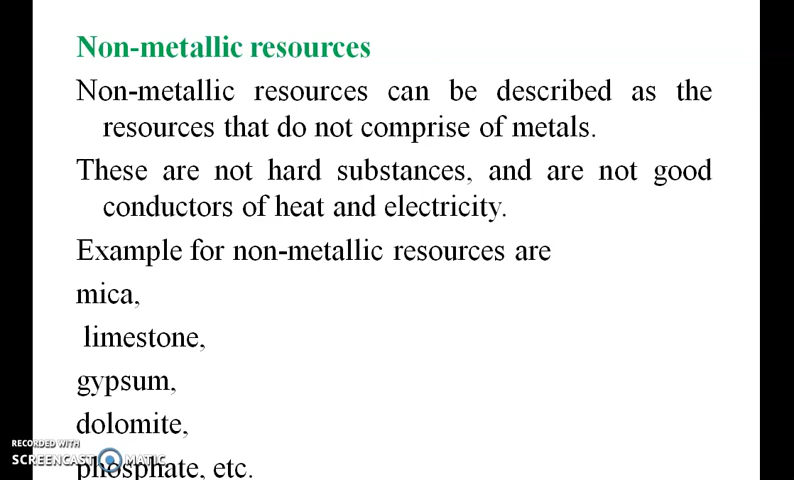 Non-metallic resources
Non-metallic resources can be described as the
resources that do not comprise of metals.
These are not hard substances, and are not good
conductors of heat and electricity.
Example for non-metallic resources are
mica,
limestone,
gypsum,
dolomite,
RECORDED WITH
SCREENCAST MATIC
phosphate, etc.